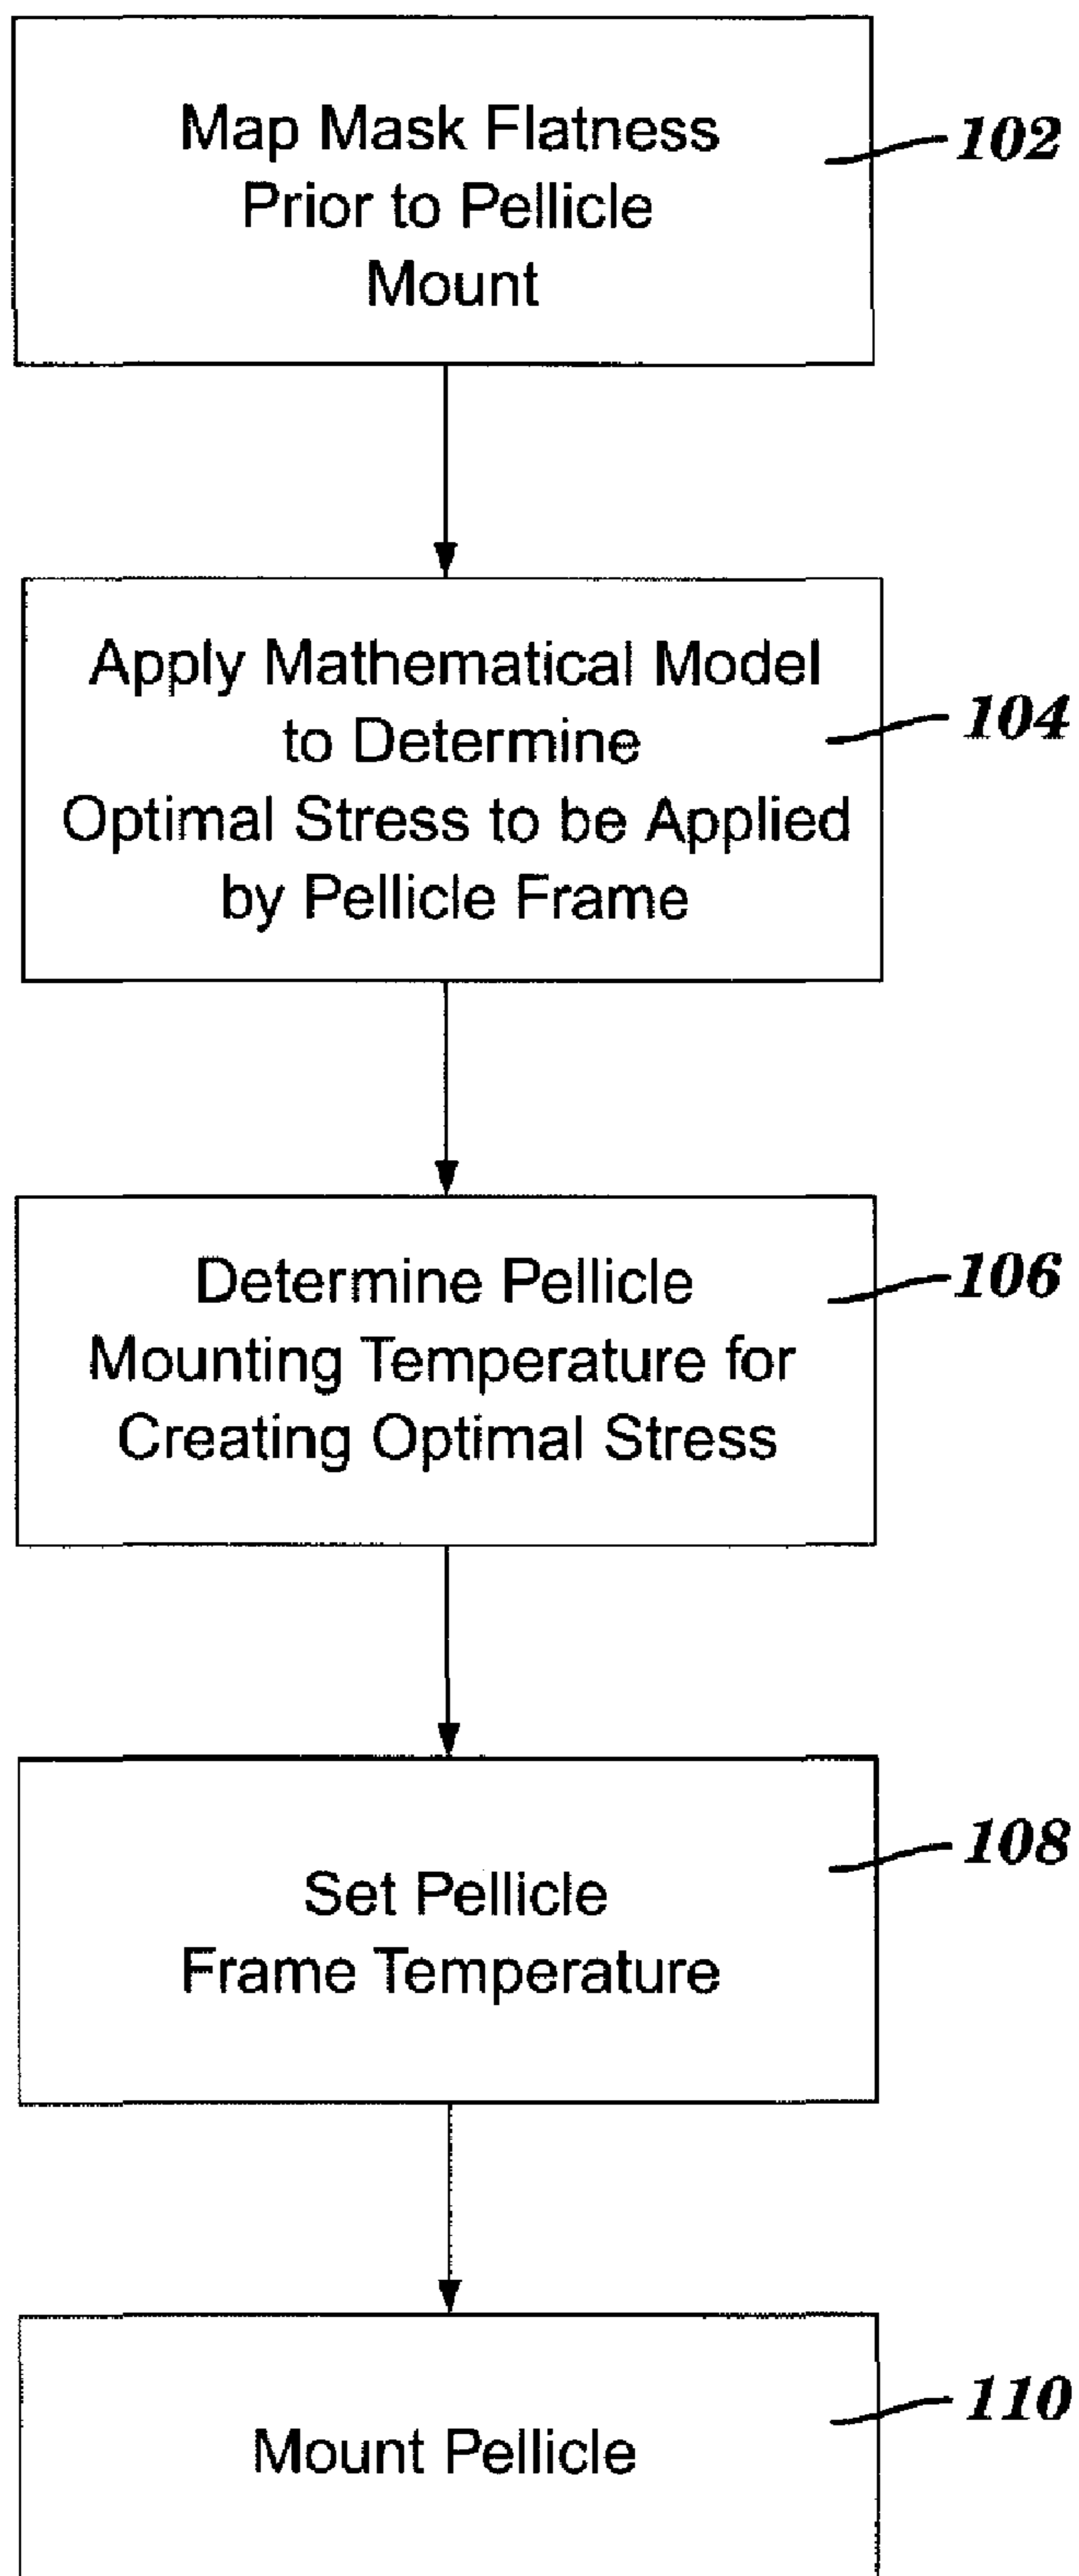 Map Mask Flatness
Prior to Pellicle
Mount
102
Apply Mathematical Model
to Determine
Optimal Stress to be Applied
by Pellicle Frame
104
Determine Pellicle
Mounting Temperature for
Creating Optimal Stress
106
Set Pellicle
Frame Temperature
108
Mount Pellicle
110